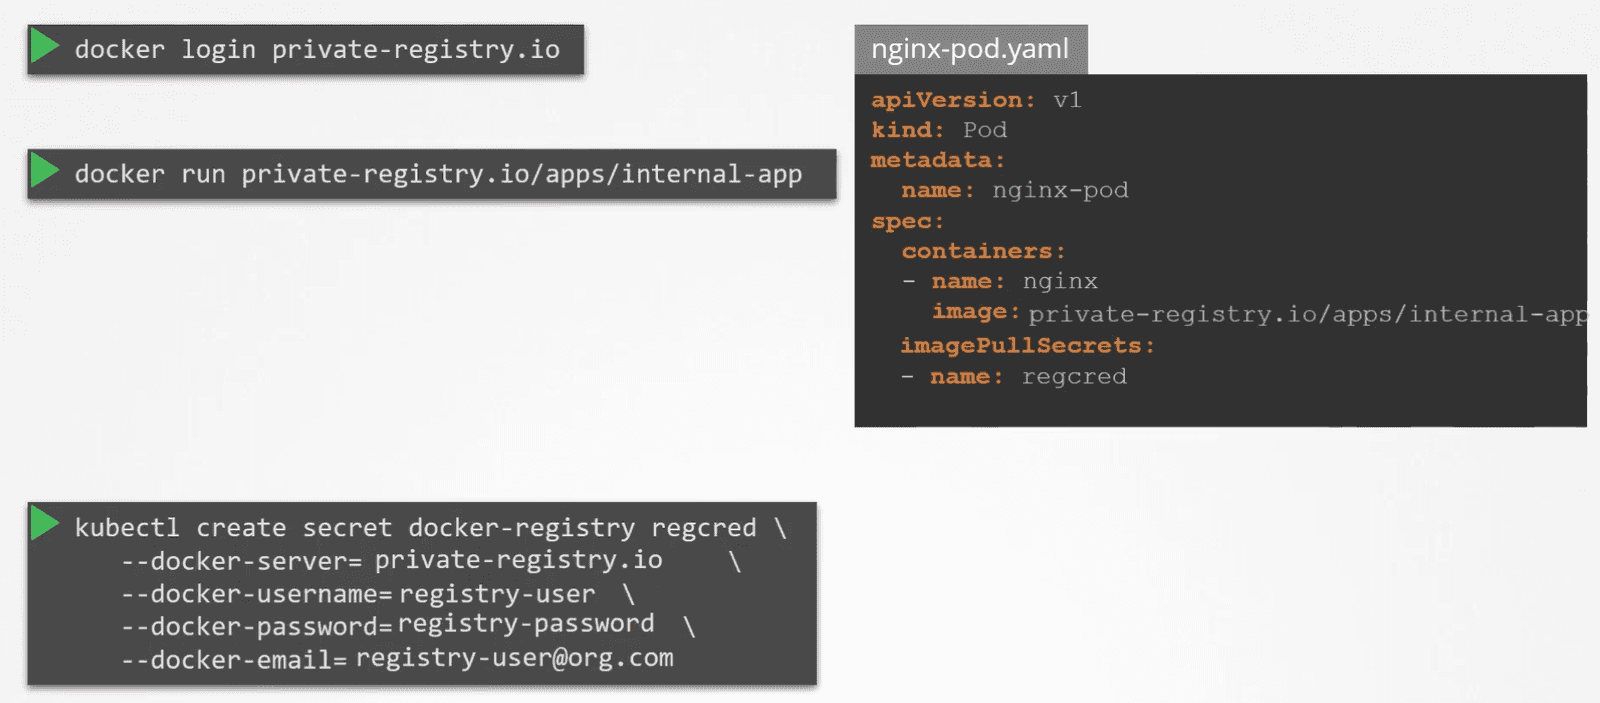 docker login private-registry.io
docker run private-registry.io/apps/internal-app
nginx-pod.yaml
apiVersion: v1
kind: Pod
metadata:
  name: nginx-pod
spec:
  containers:
  - name: nginx
    image: private-registry.io/apps/internal-app
  imagePullSecrets:
  - name: regcred
kubectl create secret docker-registry regcred \
   --docker-server= private-registry.io \
   --docker-username= registry-user \
   --docker-password= registry-password \
   --docker-email= registry-user@org.com